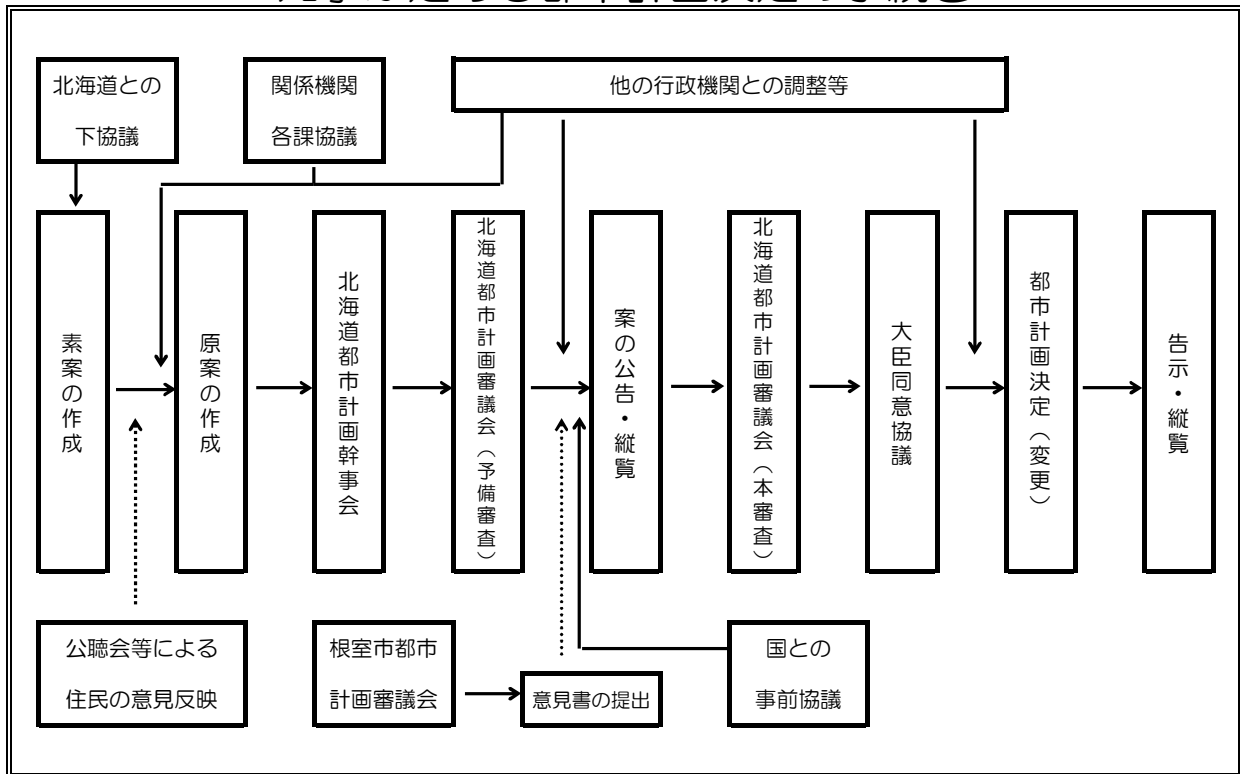 北海道との
下協議
関係機関
各課協議
他の行政機関との調整等
素案の作成
原案の作成
北海道都市計画幹事会
北海道都市計画審議会（予備審査）
案の公告・縦覧
北海道都市計画審議会（本審査）
大臣同意協議
都市計画決定（変更）
告示・縦覧
公聴会等による
住民の意見反映
根室市都市
計画審議会
意見書の提出
国との
事前協議